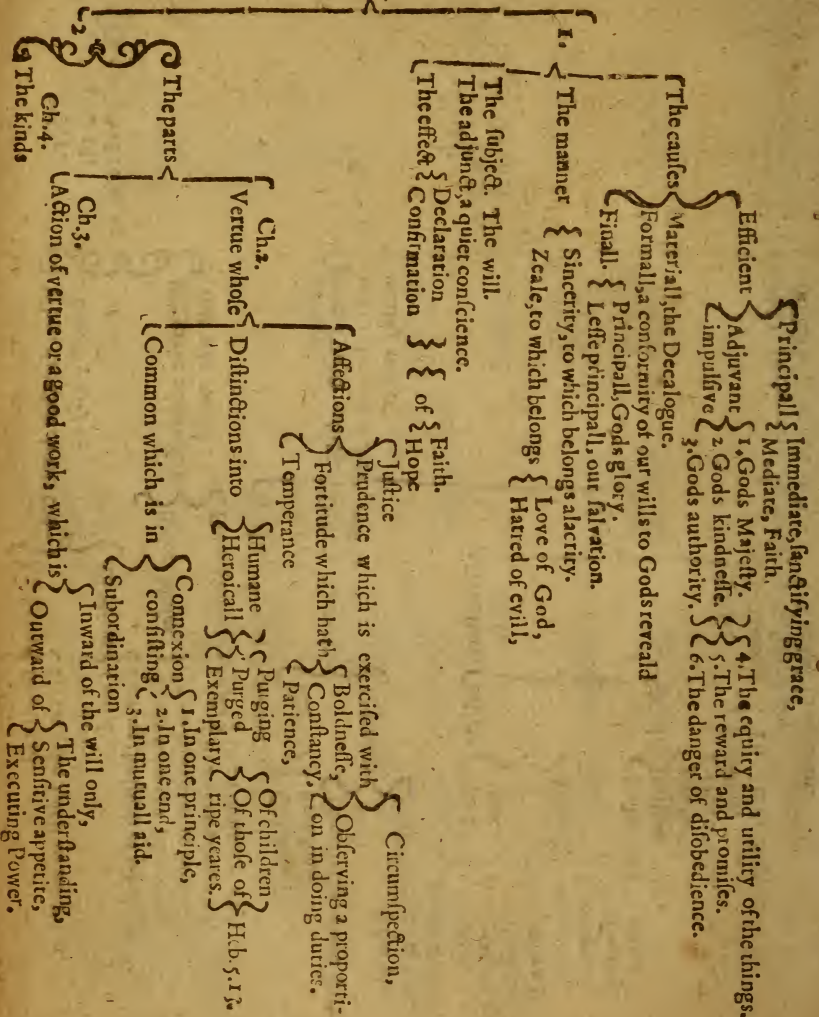 1.
The cauſes
Efficient
Principall
Immediate, ſanctifying grace,
Mediate, Faith.
Adjuvant
impulſive
1. Gods Majeſty.
2. Gods kindneſſe.
3. Gods authority.
4. The equity and utility of the things.
5. The reward and promiſes.
6. The danger of diſobedience.
Materiall, the Decalogue.
Formall, a conformity of our wills to Gods reveald
Finall.
Principall, Gods glory.
Leſſe principall, our ſalvation.
The manner
Sincerity, to which belongs alacrity.
Zeale, to which belongs
Love of God,
Hatred of evill,
The ſubject. The will.
The adjunct, a quiet conſcience.
The effect
Declaration
Confirmation
of
Faith.
Hope
2
The parts
Ch.2.
Vertue whoſe
Affections
Juſtice
Prudence which is exerciſed with
Circumſpection,
Fortitude which hath
Boldneſſe,
Conſtancy,
Patience,
Obſerving a proporti-
on in doing duties.
Temperance
Diſtinctions into
Humane
Heroicall
Purging
Purged
Exemplary
Of children
Of thoſe of
ripe yeares.
Heb. 5. 13.
Common which is in
Connexion
conſiſting
1. In one principle,
2. In one end,
3. In mutuall aid.
Subordination
Ch.3.
Action of vertue or a good work, which is
Inward of the will only,
Outward of
The underſtanding,
Senſitive appetite,
Executing Power.
Ch.4.
The kinds